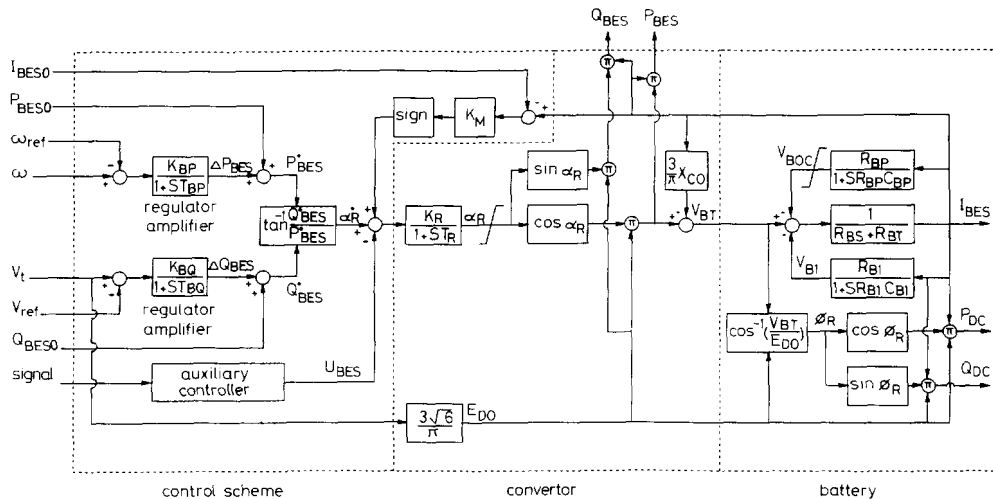 Q_BES P_BES
I_BESO
P_BESO
ω_ref
ω
- +
K_BP / 1+ST_BP
ΔP_BES
+ +
P*_BES
regulator amplifier
tan⁻¹ Q*_BES / P*_BES
α*_R
V_t
V_ref
+ -
K_BQ / 1+ST_BQ
ΔQ_BES
+ +
Q*_BES
regulator amplifier
Q_BESO
signal
auxiliary controller
U_BES
sign
K_M
- +
+ + -
K_R / 1+ST_R
α_R
sin α_R
cos α_R
π π π π
3/π X_CO
+ -
V_BT
3√6 / π
E_DO
V_BOC
R_BP / 1+SR_BP C_BP
+ - -
1 / R_BS + R_BT
I_BES
V_B1
R_B1 / 1+SR_B1 C_B1
cos⁻¹(V_BT / E_DO)
ø_R
cos ø_R
π
P_DC
sin ø_R
π
Q_DC
control scheme convertor battery